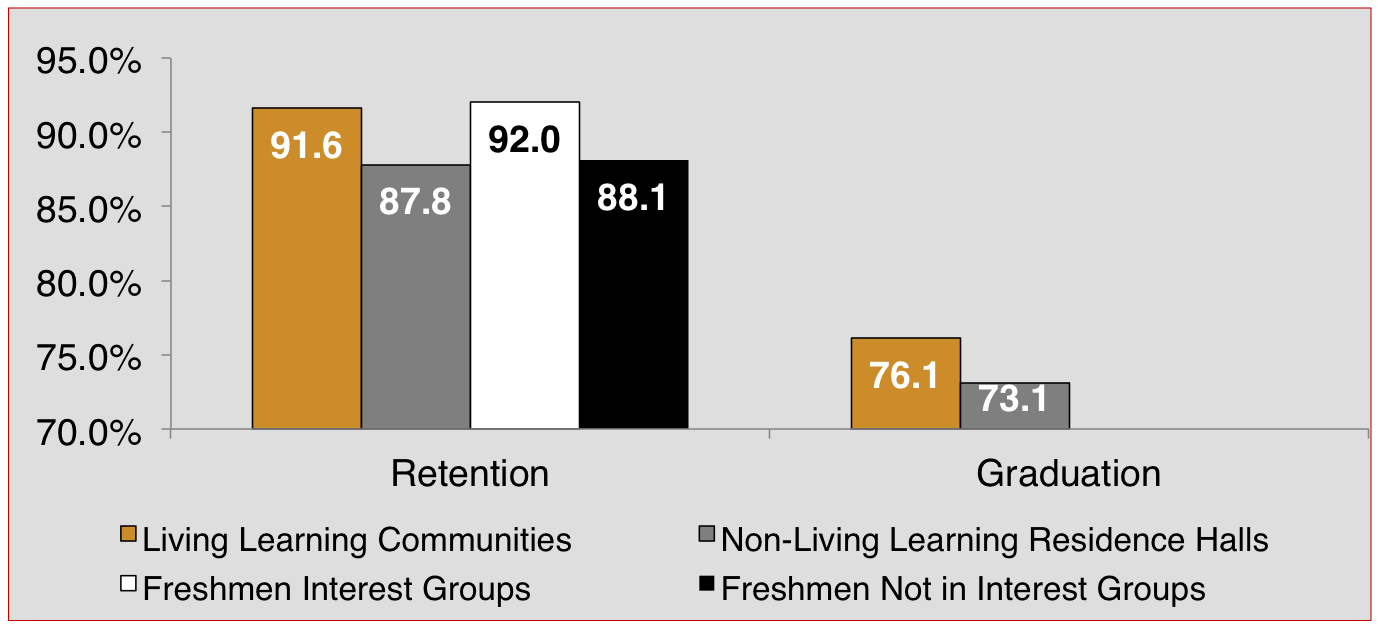 95.0%
90.0%
85.0%
80.0%
75.0%
70.0%
91.6
87.8
92.0
88.1
76.1
73.1
Retention
Graduation
Living Learning Communities
Non-Living Learning Residence Halls
Freshmen Interest Groups
Freshmen Not in Interest Groups